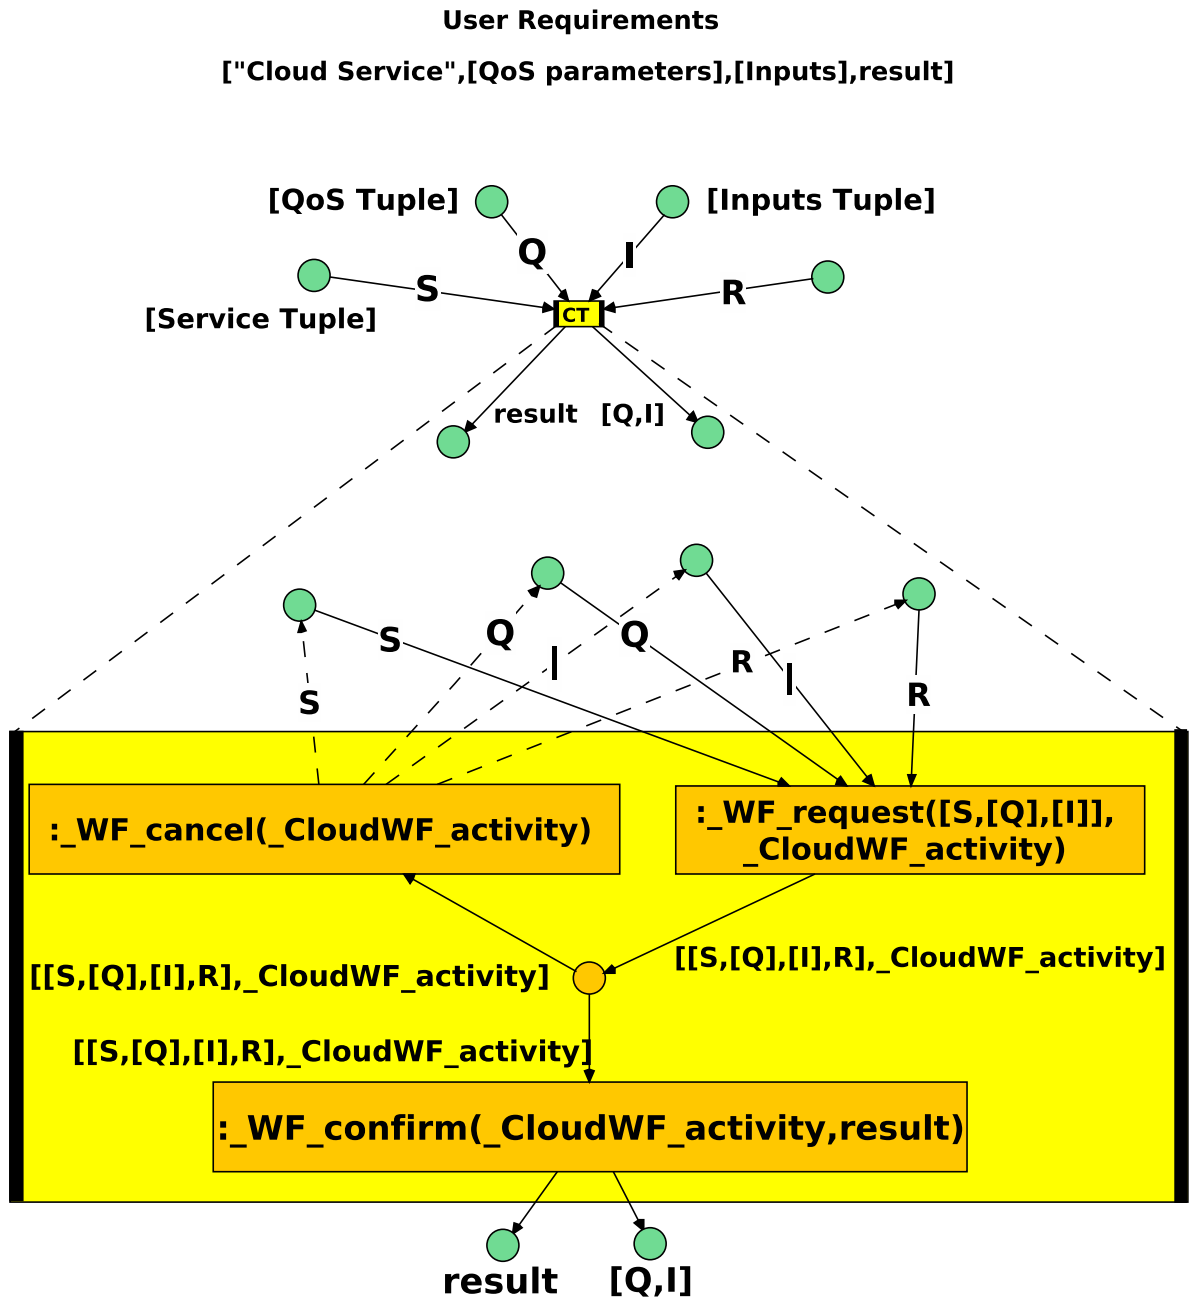 User Requirements
["Cloud Service",[QoS parameters],[Inputs],result]
[QoS Tuple]
[Inputs Tuple]
Q
I
S
R
[Service Tuple]
CT
result
[Q,I]
S
Q
Q
I
R
I
S
R
:_WF_cancel(_CloudWF_activity)
:_WF_request([S,[Q],[I]],
_CloudWF_activity)
[[S,[Q],[I],R],_CloudWF_activity]
[[S,[Q],[I],R],_CloudWF_activity]
[[S,[Q],[I],R],_CloudWF_activity]
:_WF_confirm(_CloudWF_activity,result)
result
[Q,I]